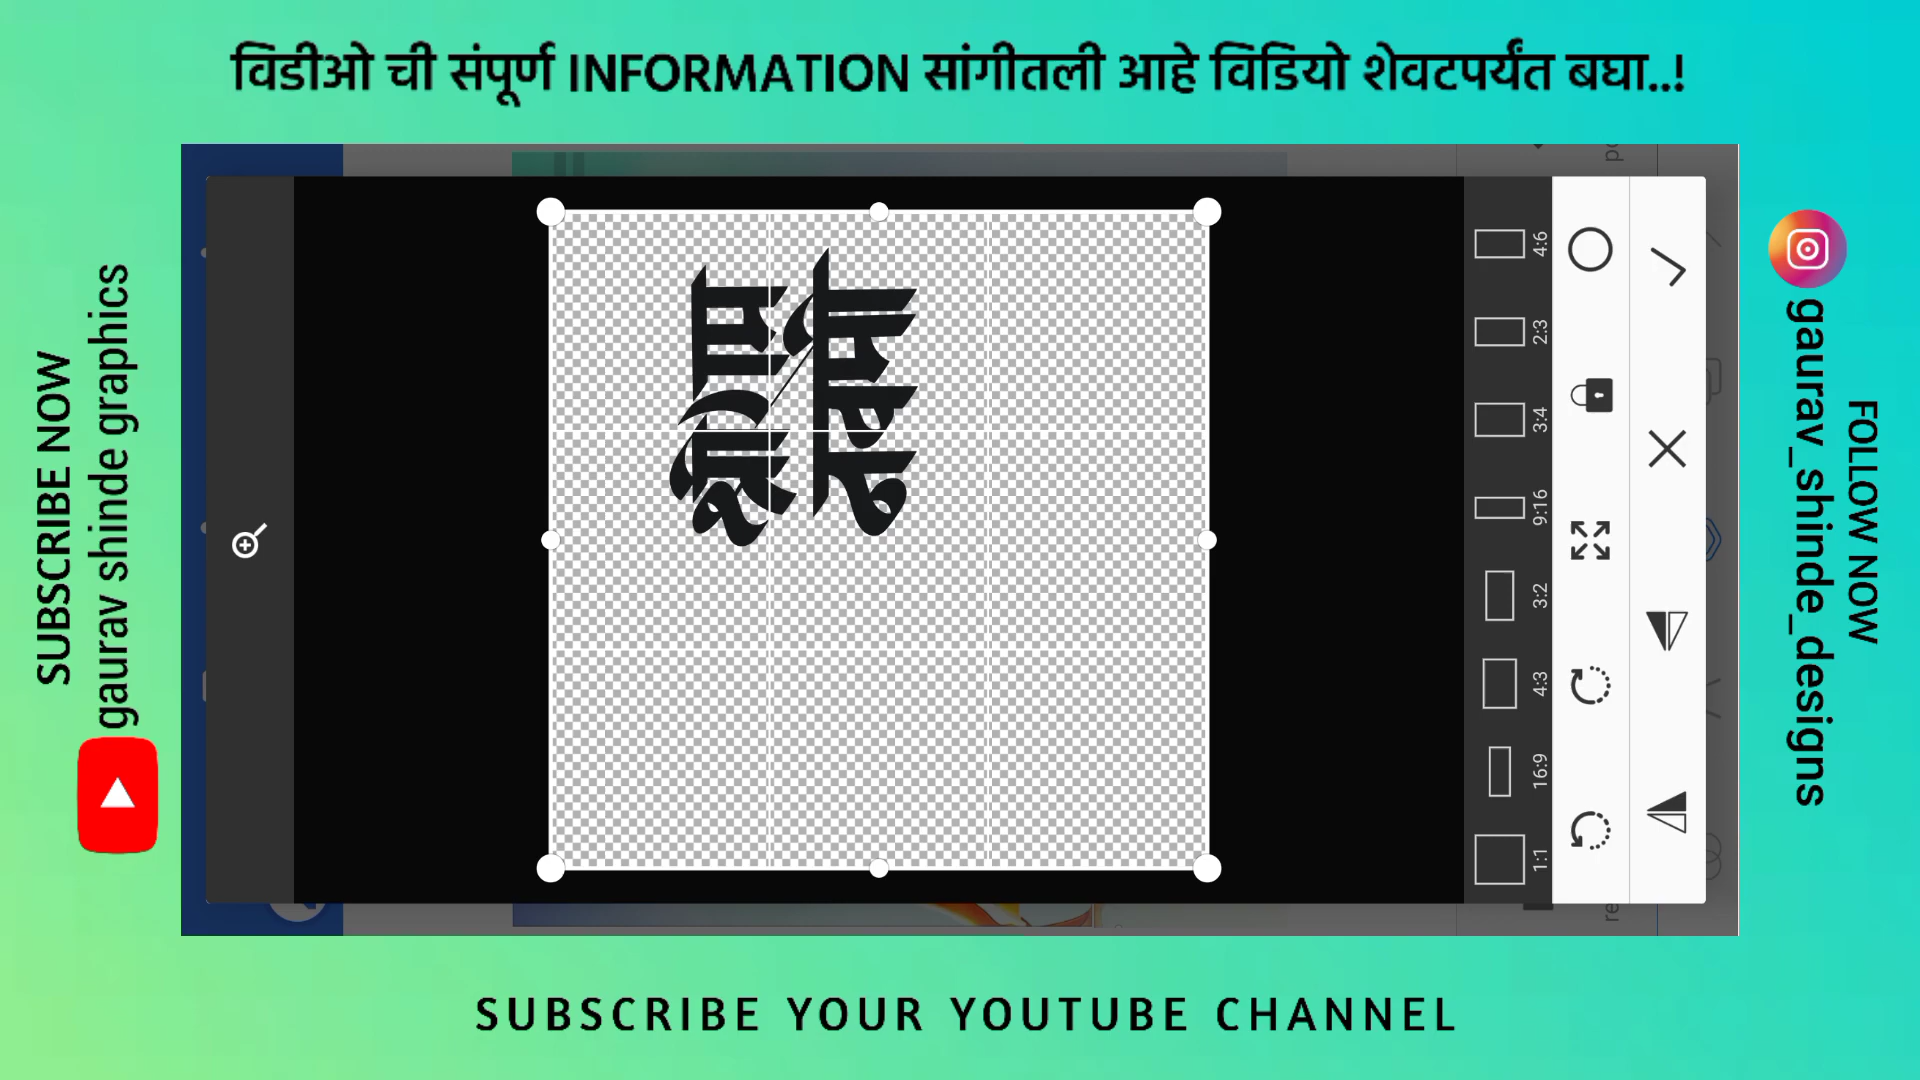 विडीओ ची संपूर्ण INFORMATION सांगीतली आहे विडियो शेवटपर्यंत बघा..!
SUBSCRIBE NOW
gaurav shinde graphics
श्रीराम
नवमी
4:6
2:3
3:4
9:16
3:2
4:3
16:9
1:1
FOLLOW NOW
gaurav_shinde_designs
SUBSCRIBE YOUR YOUTUBE CHANNEL